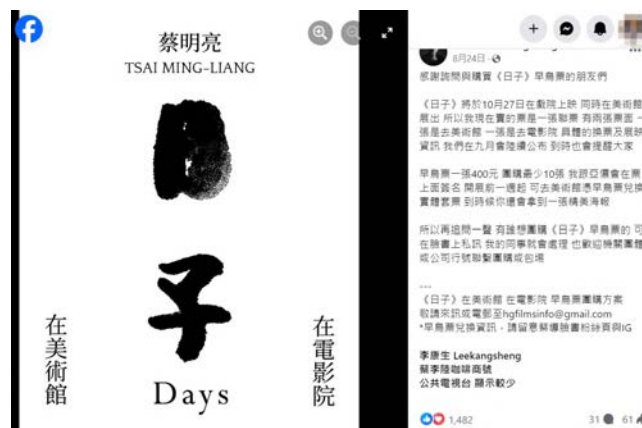 蔡明亮
TSAI MING-LIANG
日
子
Days
在美術館
在電影院
8月24日
感謝詢問與購買《日子》早鳥票的朋友們
《日子》將於10月27日在戲院上映 同時在美術館
展出 所以我現在賣的票是一張聯票 有兩張票面 一
張是去美術館 一張是去電影院 具體的換票及展映
資訊 我們在九月會陸續公布 到時也會提醒大家
早鳥票一張400元 團購最少10張 我跟亞儒會在票
上面簽名 開展前一週起 可去美術館憑早鳥票兌換
實體套票 到時候你還會拿到一張精美海報
所以再追問一聲 有誰想團購《日子》早鳥票的 可
在臉書上私訊 我的同事就會處理 也歡迎機關團體
或公司行號聯繫團購或包場
---
《日子》在美術館 在電影院 早鳥票團購方案
敬請來訊或電郵至hgfilmsinfo@gmail.com
*早鳥票兌換資訊，請留意蔡導臉書粉絲頁與IG
李康生 Leekangsheng
蔡李陸咖啡商號
公共電視台 顯示較少
1,482
31
61